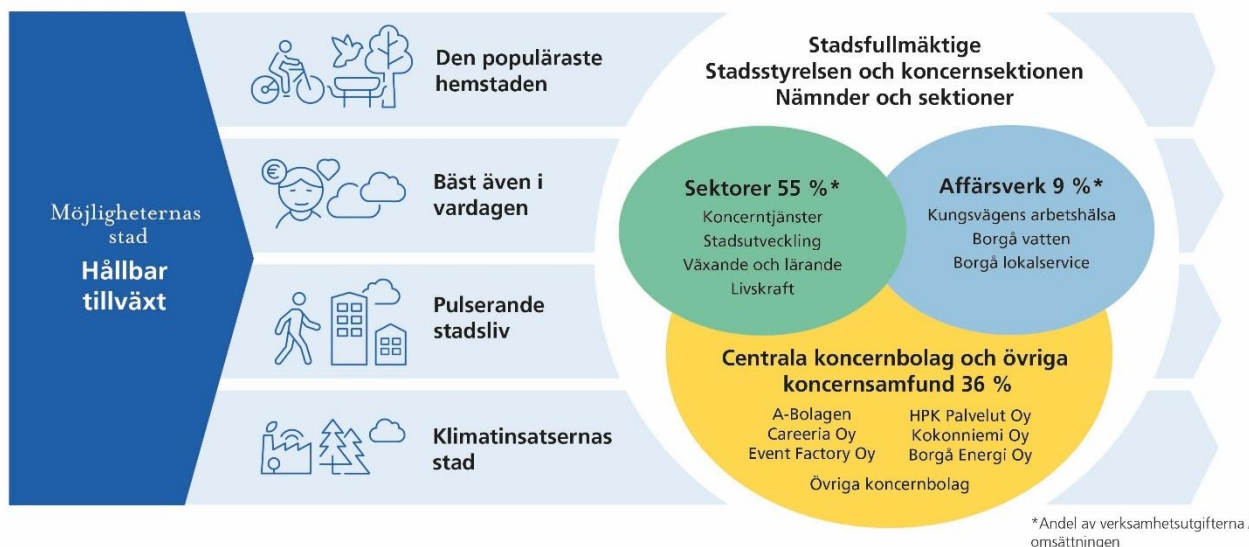 Möjligheternas
stad
Hållbar
tillväxt
Den populäraste
hemstaden
Bäst även i
vardagen
€
Pulserande
stadsliv
Klimatinsatsernas
stad
Stadsfullmäktige
Stadsstyrelsen och koncernsektionen
Nämnder och sektioner
Sektorer 55 %*
Koncerntjänster
Stadsutveckling
Växande och lärande
Livskraft
Affärsverk 9 %*
Kungsvägens arbetshälsa
Borgå vatten
Borgå lokalservice
Centrala koncernbolag och övriga
koncernsamfund 36 %
A-Bolagen
Careeria Oy
Event Factory Oy
HPK Palvelut Oy
Kokonniemi Oy
Borgå Energi Oy
Övriga koncernbolag
*Andel av verksamhetsutgifterna /
omsättningen